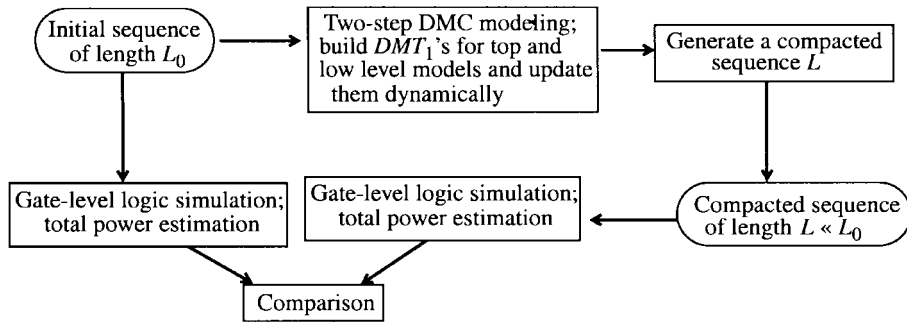 Initial sequence
of length L₀
Two-step DMC modeling;
build DMT₁'s for top and
low level models and update
them dynamically
Generate a compacted
sequence L
Gate-level logic simulation;
total power estimation
Gate-level logic simulation;
total power estimation
Compacted sequence
of length L « L₀
Comparison